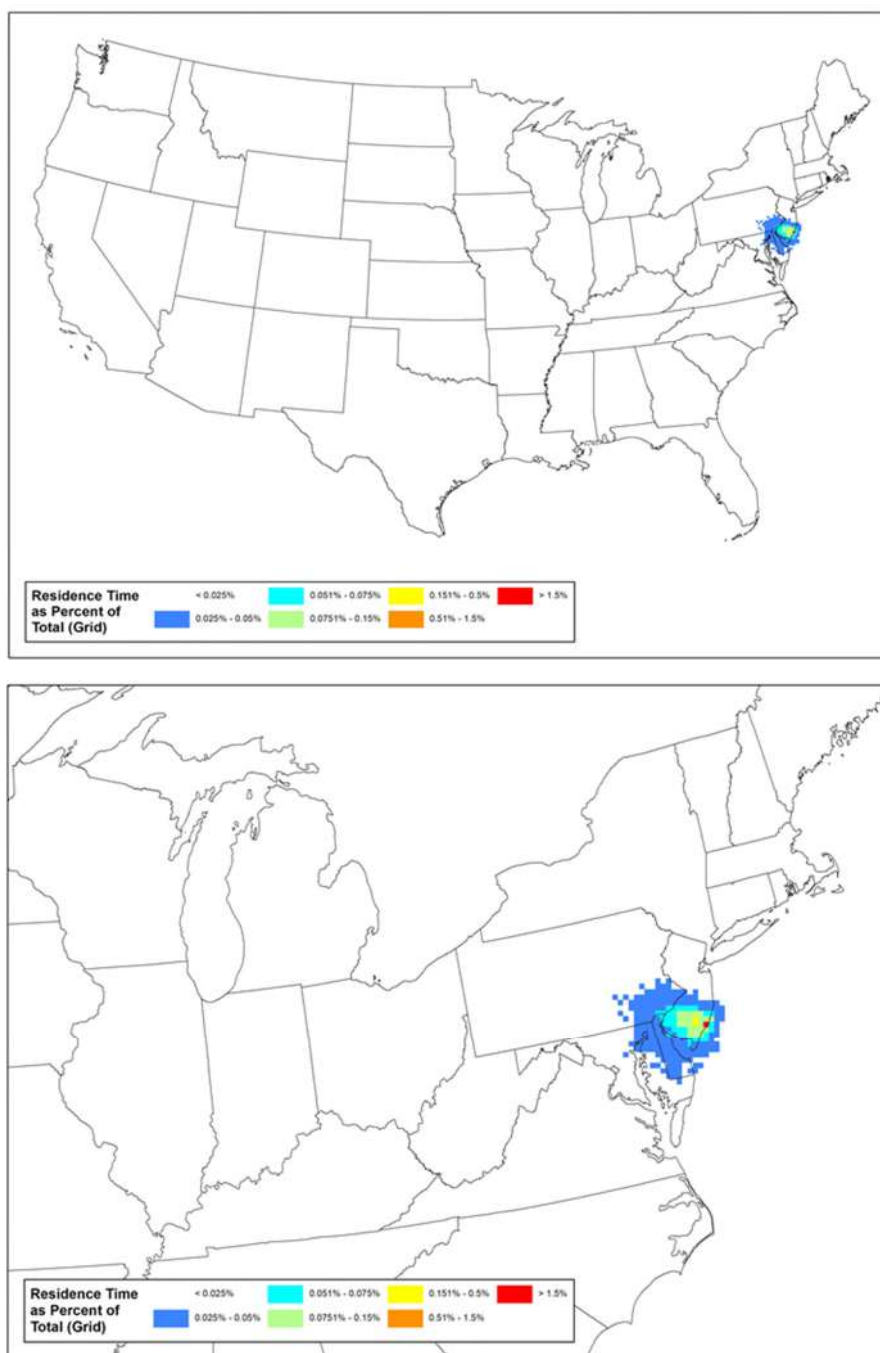 Residence Time
as Percent of
Total (Grid)
< 0.025%
0.051% - 0.075%
0.151% - 0.5%
> 1.5%
0.025% - 0.05%
0.0751% - 0.15%
0.51% - 1.5%
Residence Time
as Percent of
Total (Grid)
< 0.025%
0.051% - 0.075%
0.151% - 0.5%
> 1.5%
0.025% - 0.05%
0.0751% - 0.15%
0.51% - 1.5%